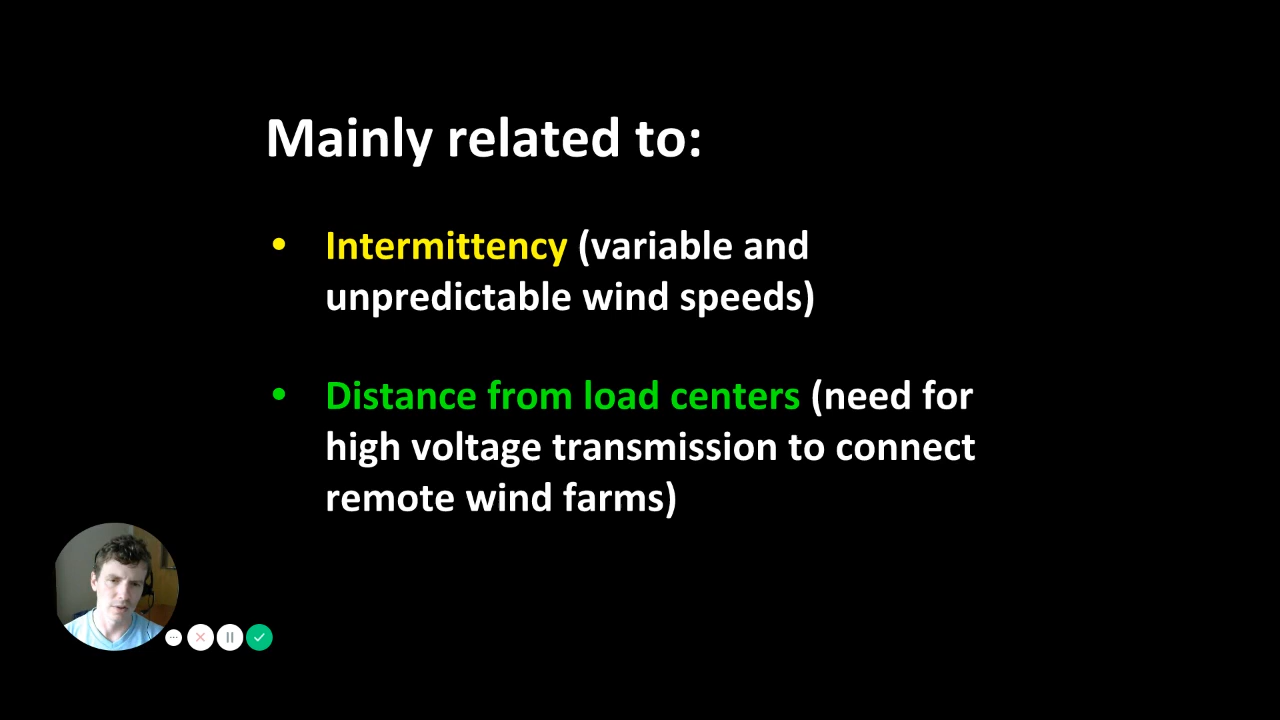 Mainly related to:
• Intermittency (variable and
unpredictable wind speeds)
• Distance from load centers (need for
high voltage transmission to connect
remote wind farms)